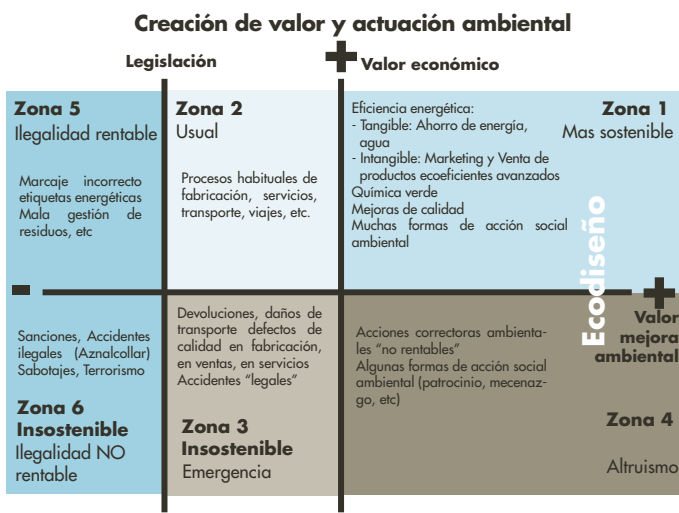 Creación de valor y actuación ambiental
Legislación
Valor económico
Zona 5
Ilegalidad rentable
Marcaje incorrecto
etiquetas energéticas
Mala gestión de
residuos, etc
Zona 2
Usual
Procesos habituales de
fabricación, servicios,
transporte, viajes, etc.
Eficiencia energética:
- Tangible: Ahorro de energía,
agua
- Intangible: Marketing y Venta de
productos ecoeficientes avanzados
Química verde
Mejoras de calidad
Muchas formas de acción social
ambiental
Zona 1
Mas sostenible
Ecodiseño
Valor
mejora
ambiental
Sanciones, Accidentes
ilegales (Aznalcollar)
Sabotajes, Terrorismo
Zona 6
Insostenible
Ilegalidad NO
rentable
Devoluciones, daños de
transporte defectos de
calidad en fabricación,
en ventas, en servicios
Accidentes “legales”
Zona 3
Insostenible
Emergencia
Acciones correctoras ambienta-
les “no rentables”
Algunas formas de acción social
ambiental (patrocinio, mecenaz-
go, etc)
Zona 4
Altruismo